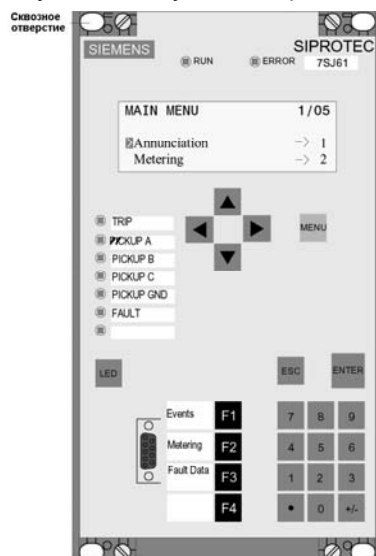 Сквозное
отверстие
SIEMENS
SIPROTEC
RUN
ERROR
7SJ61
MAIN MENU 1/05
Annunciation -> 1
Metering -> 2
TRIP
PICKUP A
PICKUP B
PICKUP C
PICKUP GND
FAULT
MENU
LED
ESC
ENTER
Events F1
Metering F2
Fault Data F3
F4
7 8 9
4 5 6
1 2 3
• 0 +/-